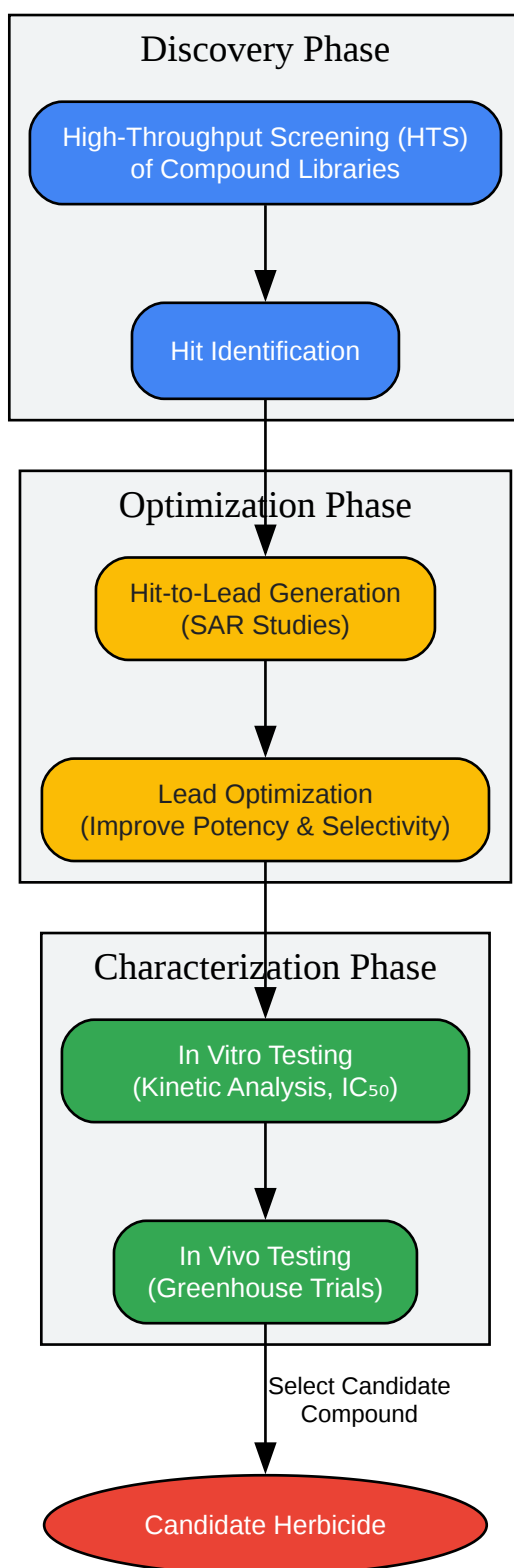 Discovery Phase
High-Throughput Screening (HTS)
of Compound Libraries
Hit Identification
Optimization Phase
Hit-to-Lead Generation
(SAR Studies)
Lead Optimization
(Improve Potency & Selectivity)
Characterization Phase
In Vitro Testing
(Kinetic Analysis, IC₅₀)
In Vivo Testing
(Greenhouse Trials)
Select Candidate
Compound
Candidate Herbicide